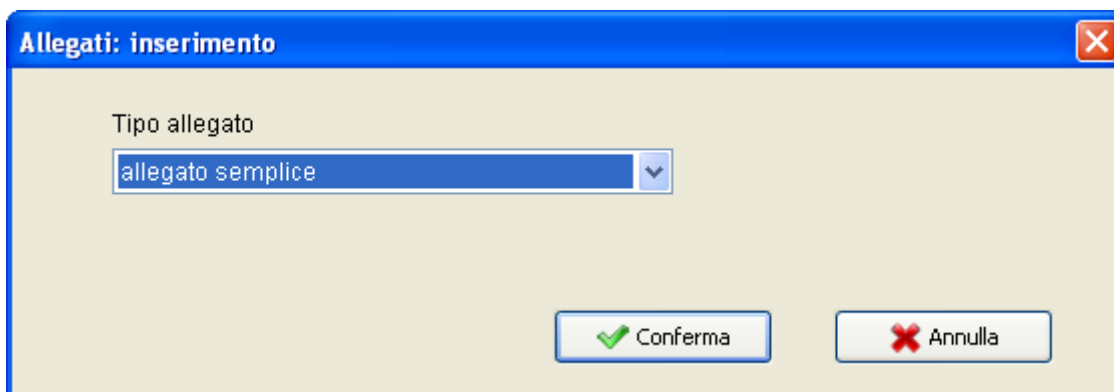 Allegati: inserimento
Tipo allegato
allegato semplice
Conferma
Annulla